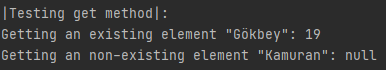 |Testing get method|:
Getting an existing element "Gökbey": 19
Getting an non-existing element "Kamuran": null